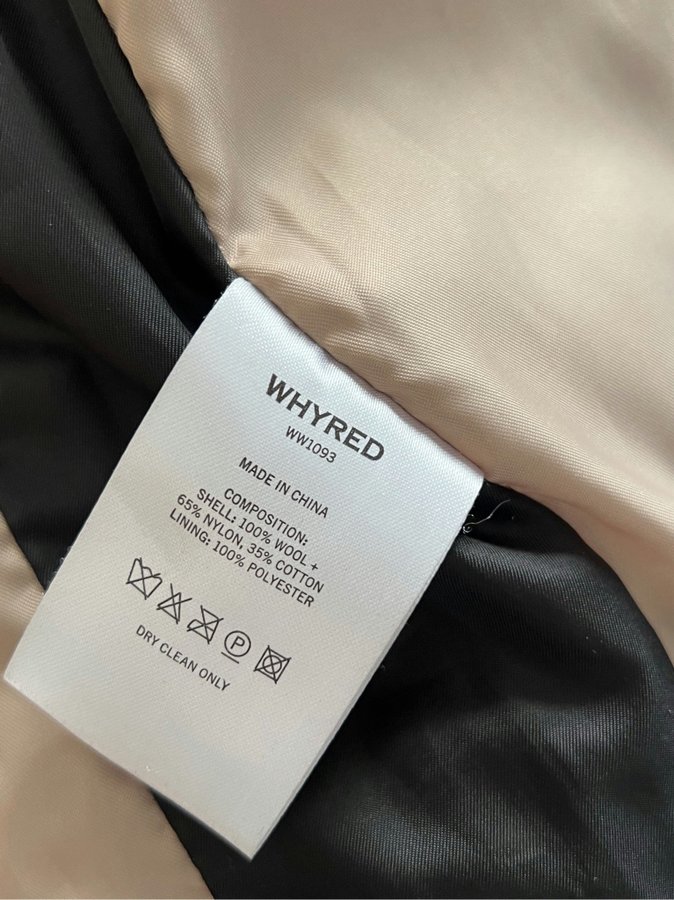 WHYRED
WW1093
MADE IN CHINA
COMPOSITION:
SHELL: 100% WOOL +
65% NYLON, 35% COTTON
LINING: 100% POLYESTER
P
DRY CLEAN ONLY